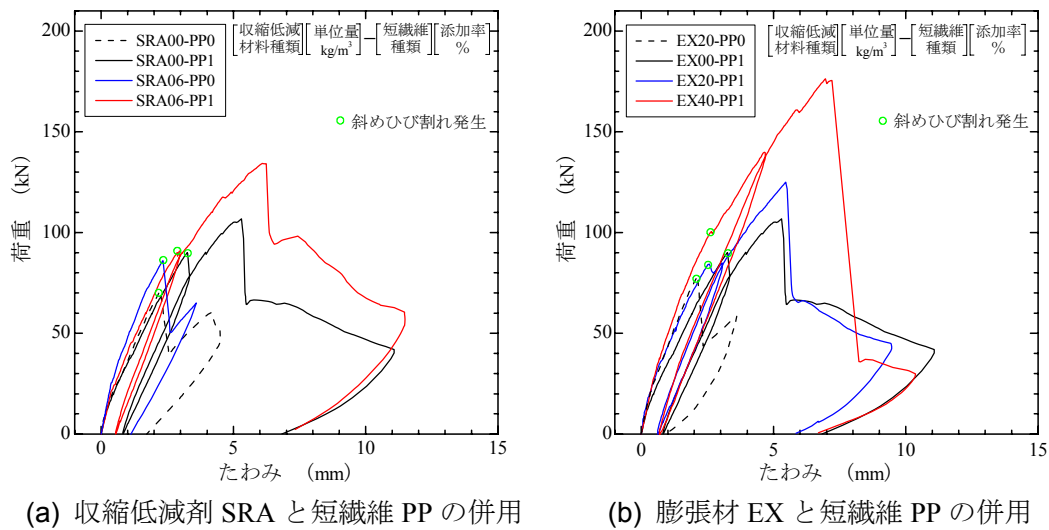 SRA00-PP0
SRA00-PP1
SRA06-PP0
SRA06-PP1
[収縮低減材料種類][単位量 kg/m³]−[短繊維種類][添加率 %]
斜めひび割れ発生
荷重 (kN)
200
150
100
50
0
0 5 10 15
たわみ (mm)
(a) 収縮低減剤 SRA と短繊維 PP の併用
EX20-PP0
EX00-PP1
EX20-PP1
EX40-PP1
[収縮低減材料種類][単位量 kg/m³]−[短繊維種類][添加率 %]
斜めひび割れ発生
荷重 (kN)
200
150
100
50
0
0 5 10 15
たわみ (mm)
(b) 膨張材 EX と短繊維 PP の併用